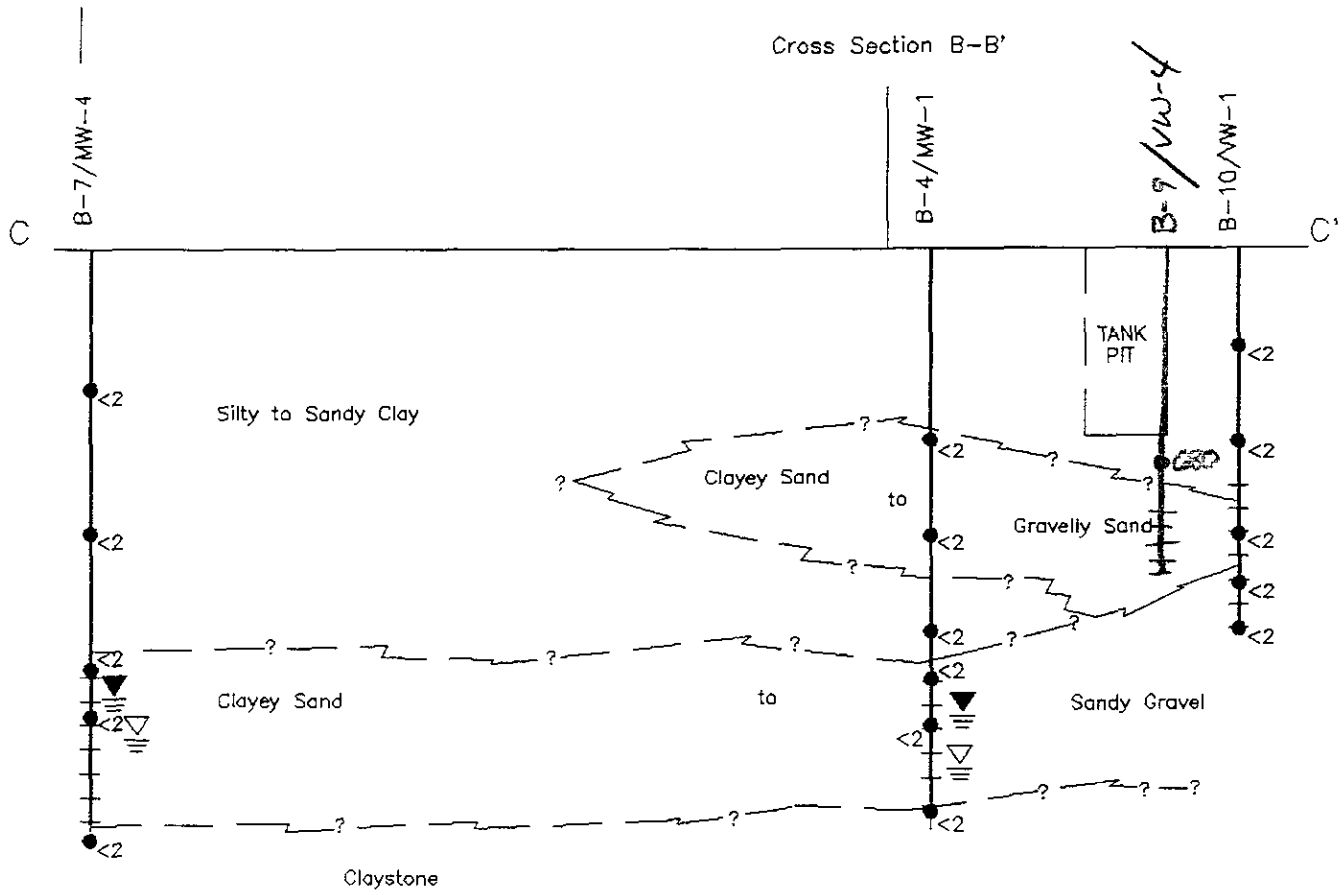 Cross Section B-B'
B-7/MW-4
B-4/MW-1
B-9/VW-4
B-10/VW-1
C
C'
TANK
PIT
<2
<2
Silty to Sandy Clay
<2
?
Clayey Sand
<2
?
?
?
to
<2
<2
Gravelly Sand
<2
?
?
<2
<2
?
?
?
?
<2
?
?
<2
<2
<2
Clayey Sand
to
Sandy Gravel
<2
<2
?
?
?
?
?
<2
<2
Claystone